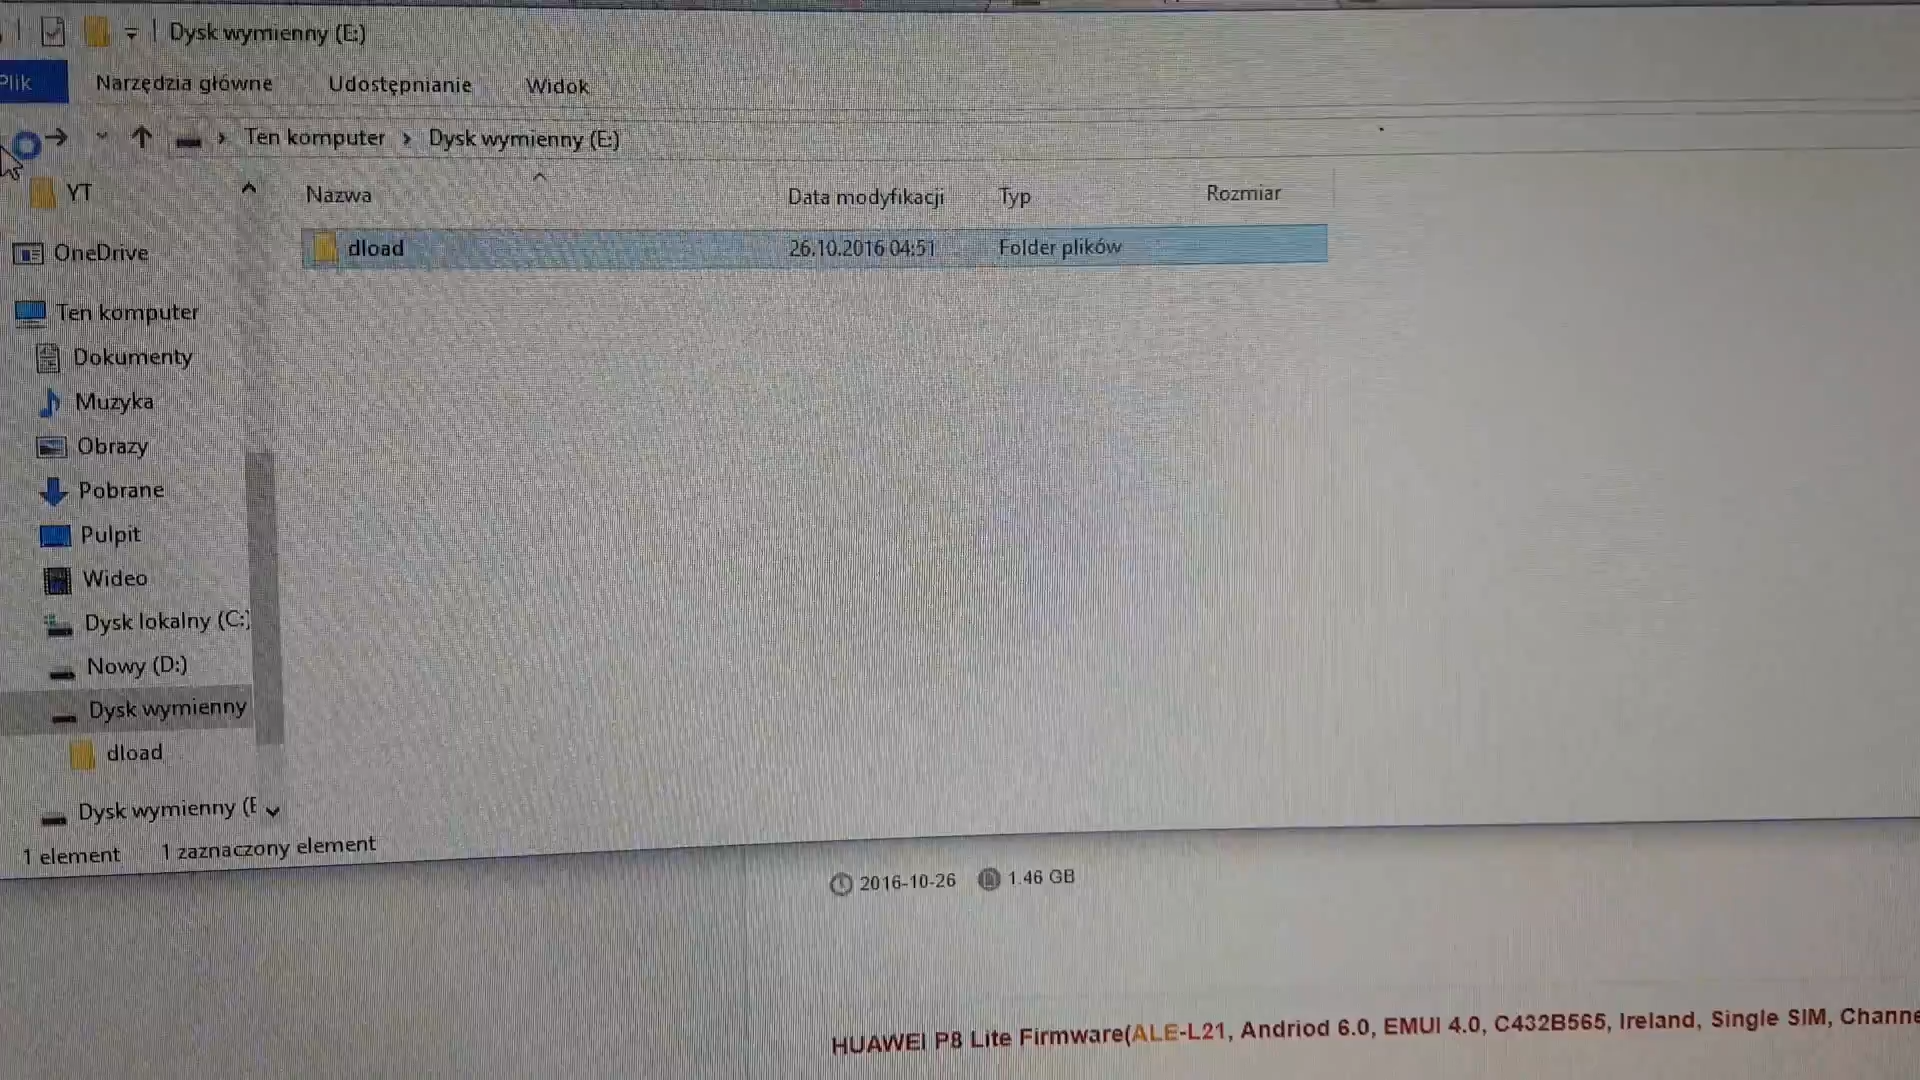 Dysk wymienny (E:)
Plik Narzędzia główne Udostępnianie Widok
Ten komputer › Dysk wymienny (E:)
YT
Nazwa Data modyfikacji Typ Rozmiar
dload 26.10.2016 04:51 Folder plików
OneDrive
Ten komputer
Dokumenty
Muzyka
Obrazy
Pobrane
Pulpit
Wideo
Dysk lokalny (C:)
Nowy (D:)
Dysk wymienny
dload
Dysk wymienny (E
1 element 1 zaznaczony element
2016-10-26 1.46 GB
HUAWEI P8 Lite Firmware(ALE-L21, Andriod 6.0, EMUI 4.0, C432B565, Ireland, Single SIM, Channe